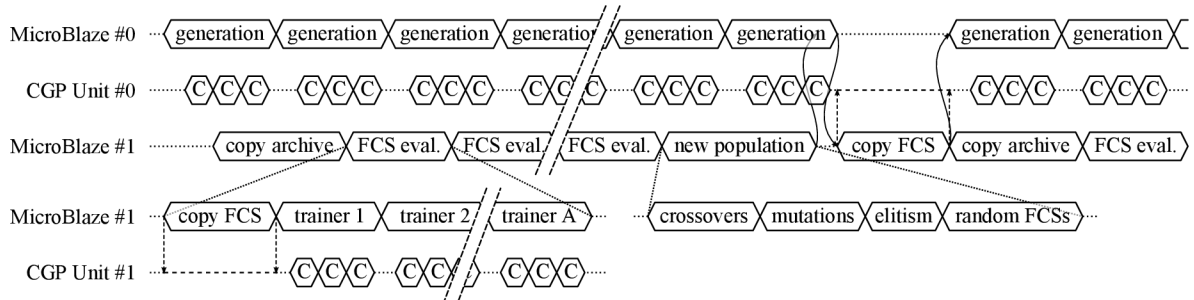 MicroBlaze #0 generation generation generation generation generation generation generation generation
CGP Unit #0 C C C C C C C C C C C C C C C C C C C C C C C C
MicroBlaze #1 copy archive FCS eval. FCS eval. FCS eval. new population copy FCS copy archive FCS eval.
MicroBlaze #1 copy FCS trainer 1 trainer 2 trainer A crossovers mutations elitism random FCSs
CGP Unit #1 C C C C C C C C C